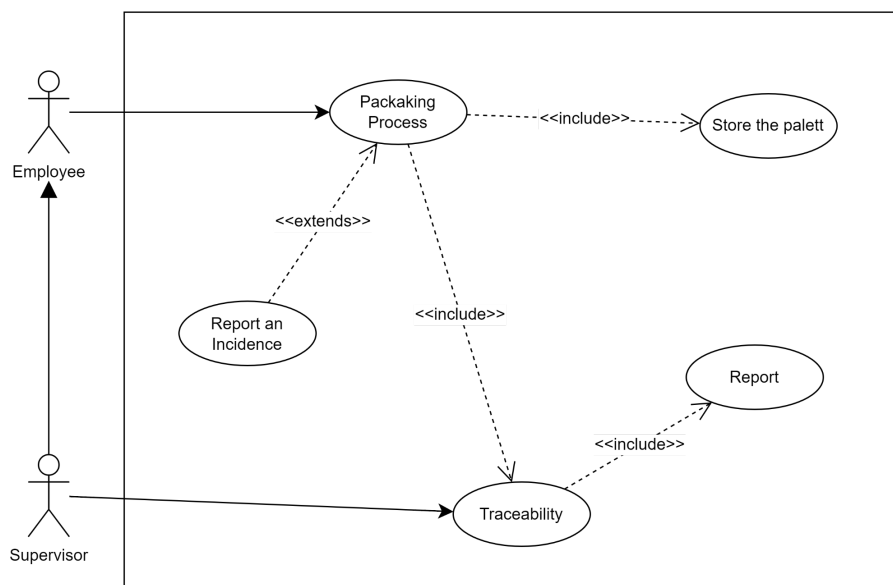 Packaking
Process
<<include>>
Store the palett
Employee
<<extends>>
<<include>>
Report an
Incidence
Report
<<include>>
Traceability
Supervisor